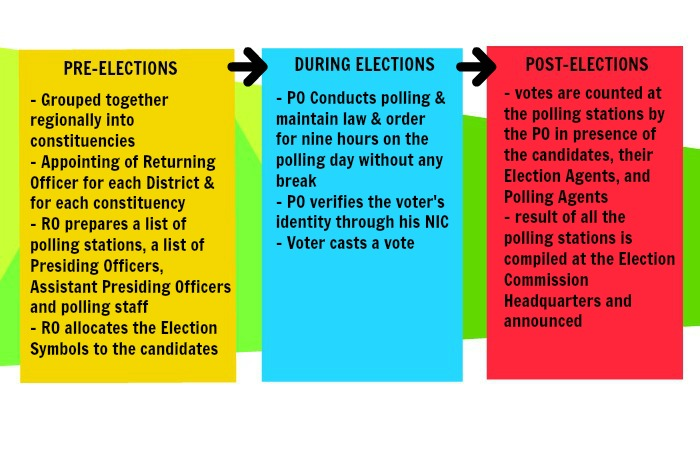 PRE-ELECTIONS
- Grouped together
regionally into
constituencies
- Appointing of Returning
Officer for each District &
for each constituency
- RO prepares a list of
polling stations, a list of
Presiding Officers,
Assistant Presiding Officers
and polling staff
- RO allocates the Election
Symbols to the candidates
DURING ELECTIONS
- PO Conducts polling &
maintain law & order
for nine hours on the
polling day without any
break
- PO verifies the voter's
identity through his NIC
- Voter casts a vote
POST-ELECTIONS
- votes are counted at
the polling stations by
the PO in presence of
the candidates, their
Election Agents, and
Polling Agents
- result of all the
polling stations is
compiled at the Election
Commission
Headquarters and
announced